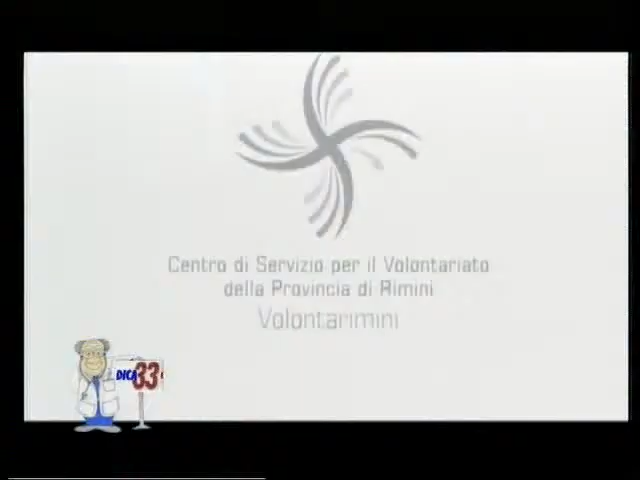 Centro di Servizio per il Volontariato
della Provincia di Rimini
Volontarimini
DICA 33